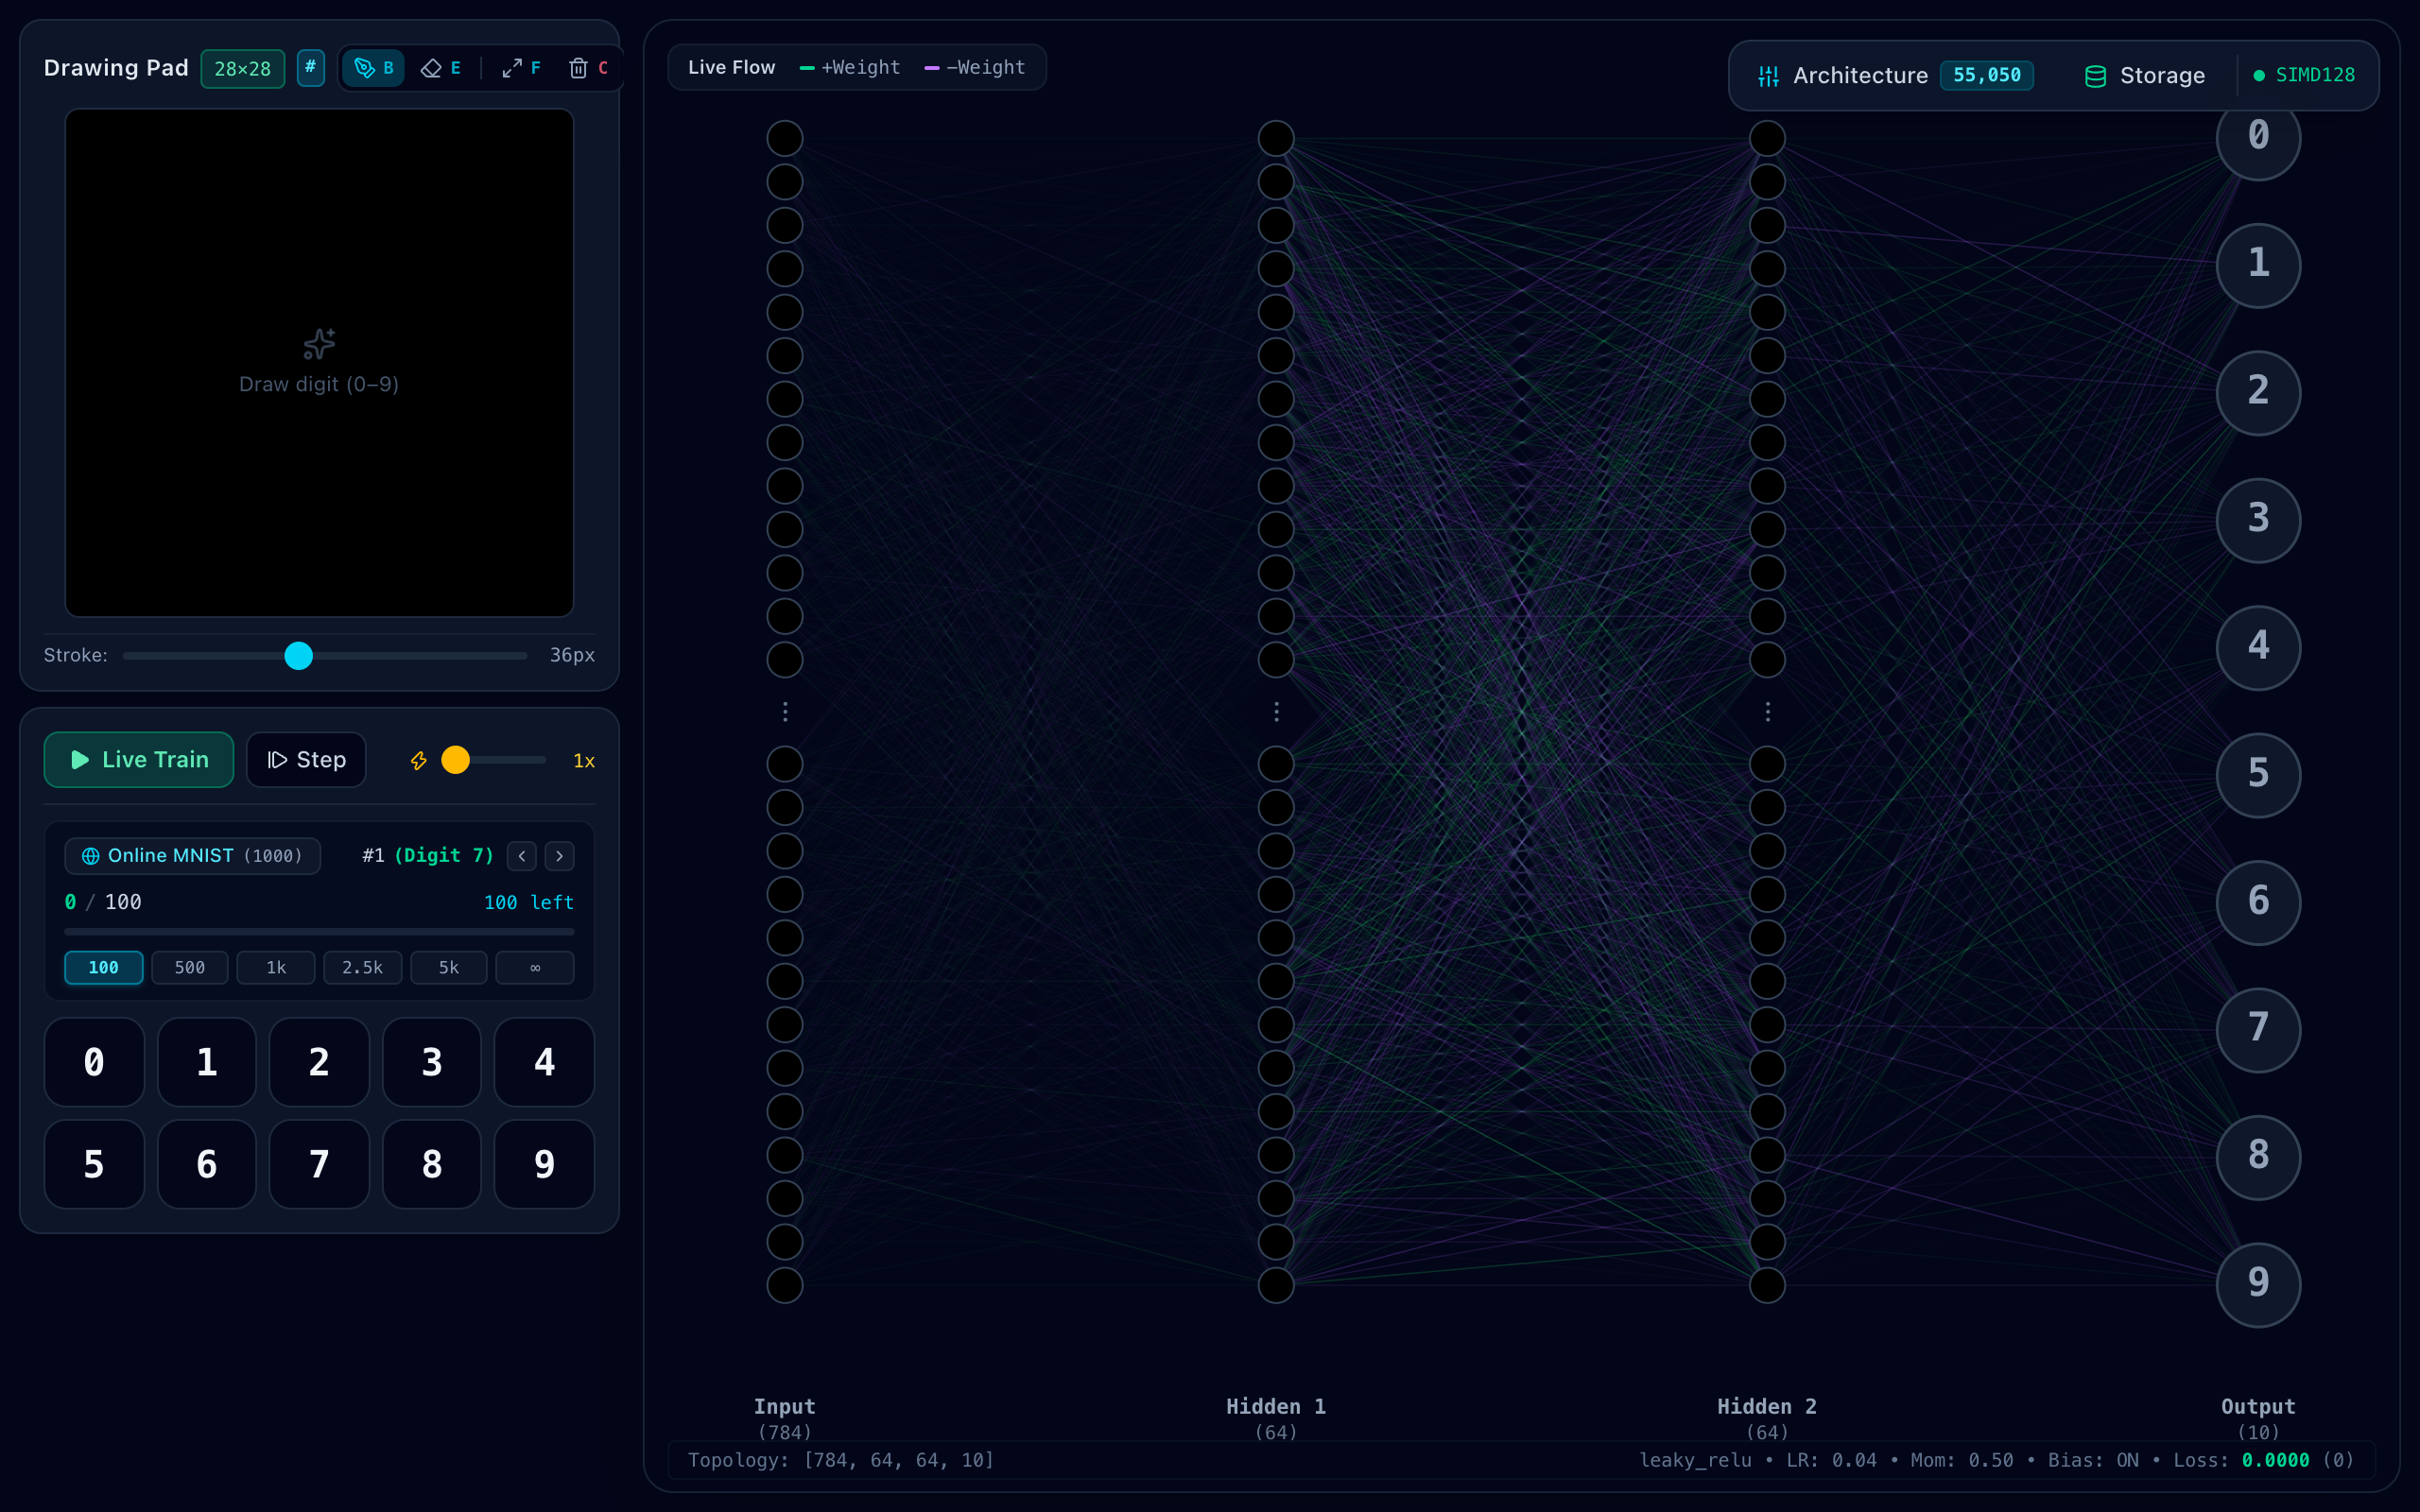 Drawing Pad 28×28 # B E F C
Draw digit (0–9)
Stroke: 36px
Live Train Step 1x
Online MNIST (1000) #1 (Digit 7)
0 / 100 100 left
100 500 1k 2.5k 5k ∞
0 1 2 3 4
5 6 7 8 9
Live Flow +Weight −Weight
Architecture 55,050 Storage SIMD128
0
1
2
3
4
5
6
7
8
9
Input Hidden 1 Hidden 2 Output
(784) (64) (64) (10)
Topology: [784, 64, 64, 10] leaky_relu • LR: 0.04 • Mom: 0.50 • Bias: ON • Loss: 0.0000 (0)